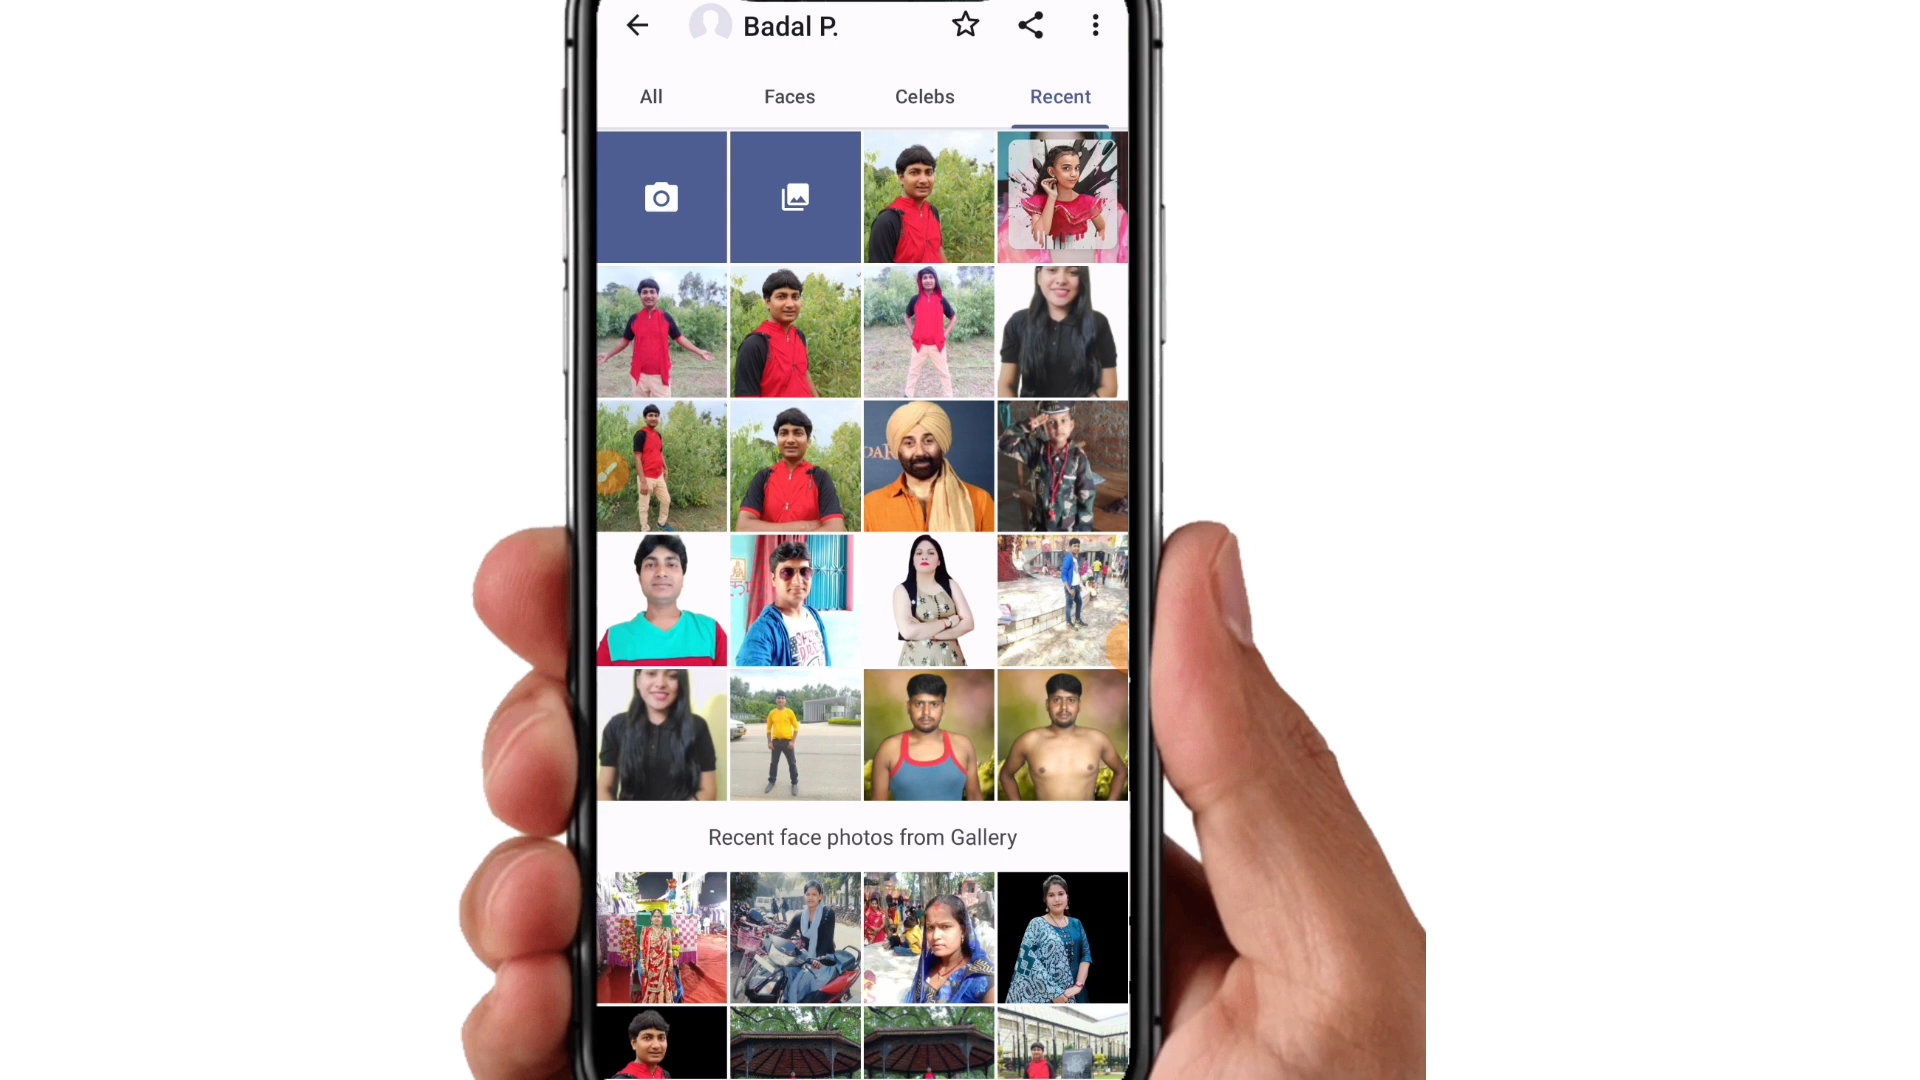 Badal P.
All Faces Celebs Recent
Recent face photos from Gallery